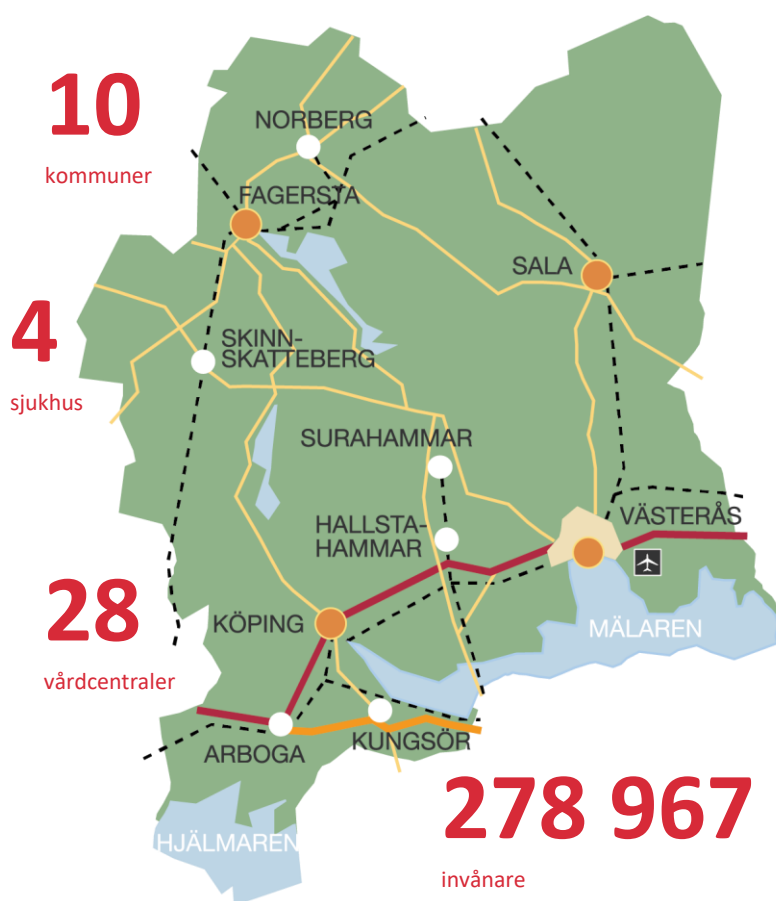 10
kommuner
NORBERG
FAGERSTA
SALA
4
sjukhus
SKINN-
SKATTEBERG
SURAHAMMAR
HALLSTA-
HAMMAR
VÄSTERÅS
28
vårdcentraler
KÖPING
MÄLAREN
ARBOGA
KUNGSÖR
278 967
invånare
HJÄLMAREN